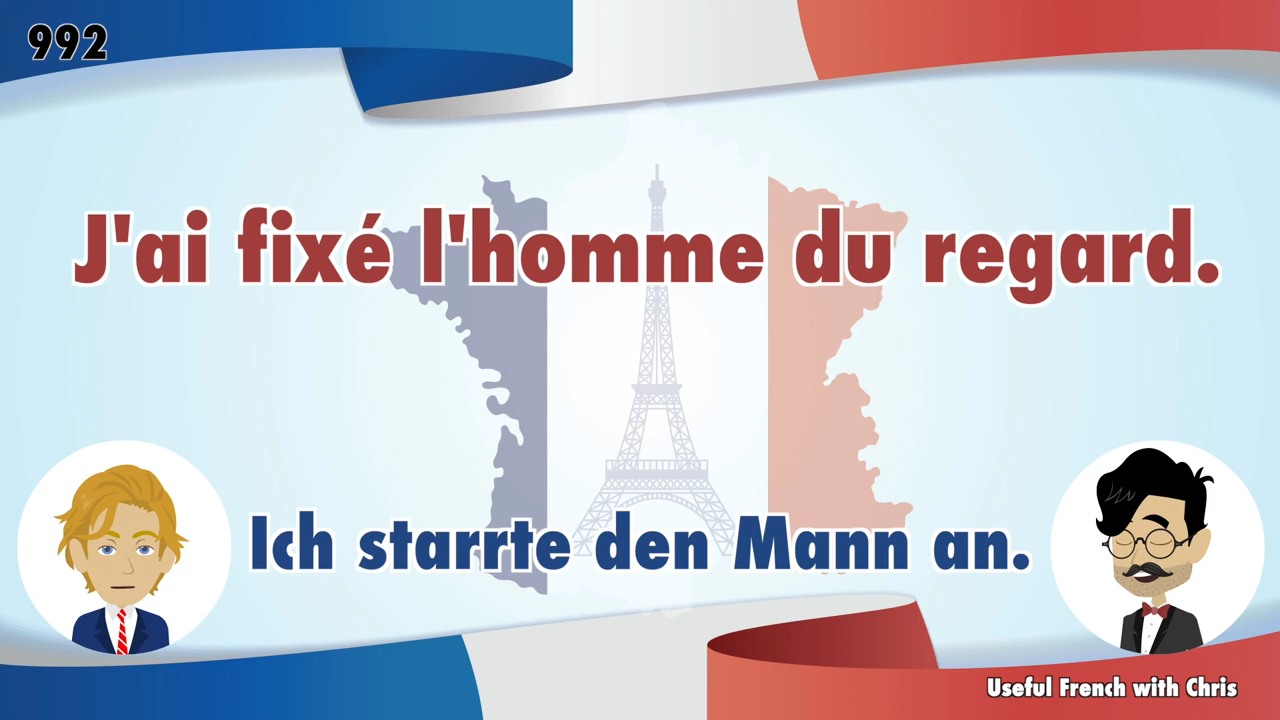 992
J'ai fixé l'homme du regard.
Ich starrte den Mann an.
Useful French with Chris